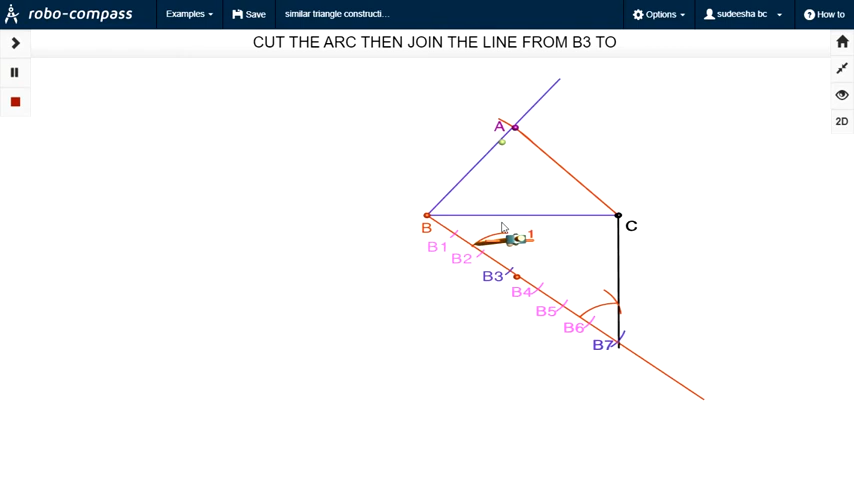 robo-compass Examples Save similar triangle constructi... Options sudeesha bc How to
CUT THE ARC THEN JOIN THE LINE FROM B3 TO
2D
A
B
C
1
B1
B2
B3
B4
B5
B6
B7